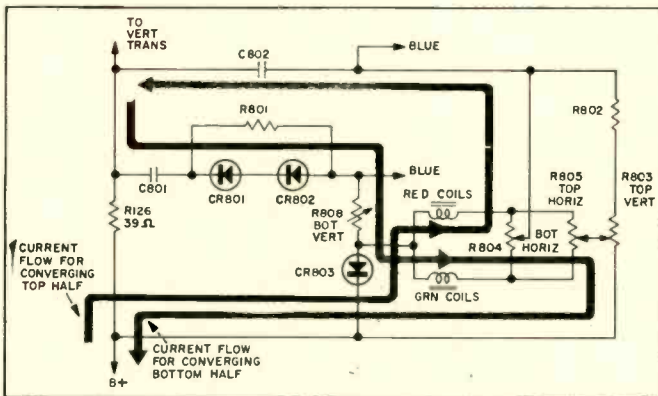 TO
VERT
TRANS
C802
BLUE
R801
R802
C801
CR801
CR802
BLUE
R126
39 Ω
R808
BOT
VERT
RED COILS
R805
TOP
HORIZ
R803
TOP
VERT
BOT
HORIZ
R804
CR803
GRN COILS
CURRENT
FLOW FOR
CONVERGING
TOP HALF
CURRENT FLOW
FOR CONVERGING
BOTTOM HALF
B+